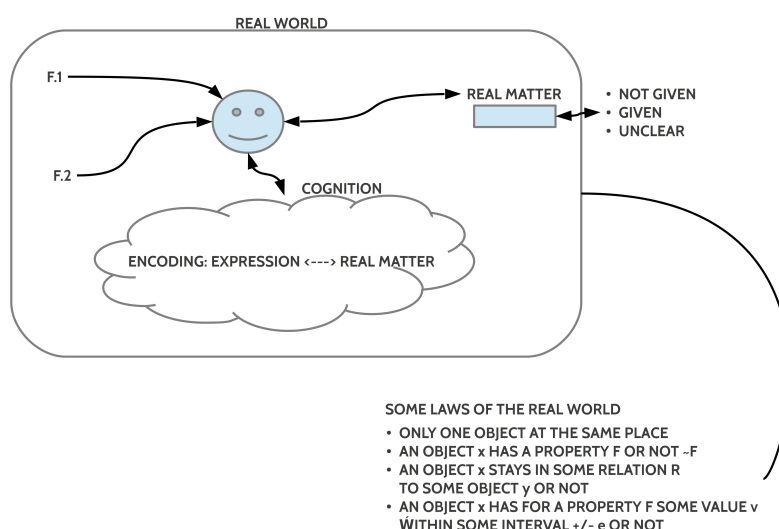 REAL WORLD
F.1
REAL MATTER
• NOT GIVEN
• GIVEN
• UNCLEAR
F.2
COGNITION
ENCODING: EXPRESSION <---> REAL MATTER
SOME LAWS OF THE REAL WORLD
• ONLY ONE OBJECT AT THE SAME PLACE
• AN OBJECT x HAS A PROPERTY F OR NOT ~F
• AN OBJECT x STAYS IN SOME RELATION R
TO SOME OBJECT y OR NOT
• AN OBJECT x HAS FOR A PROPERTY F SOME VALUE v
WITHIN SOME INTERVAL +/- e OR NOT